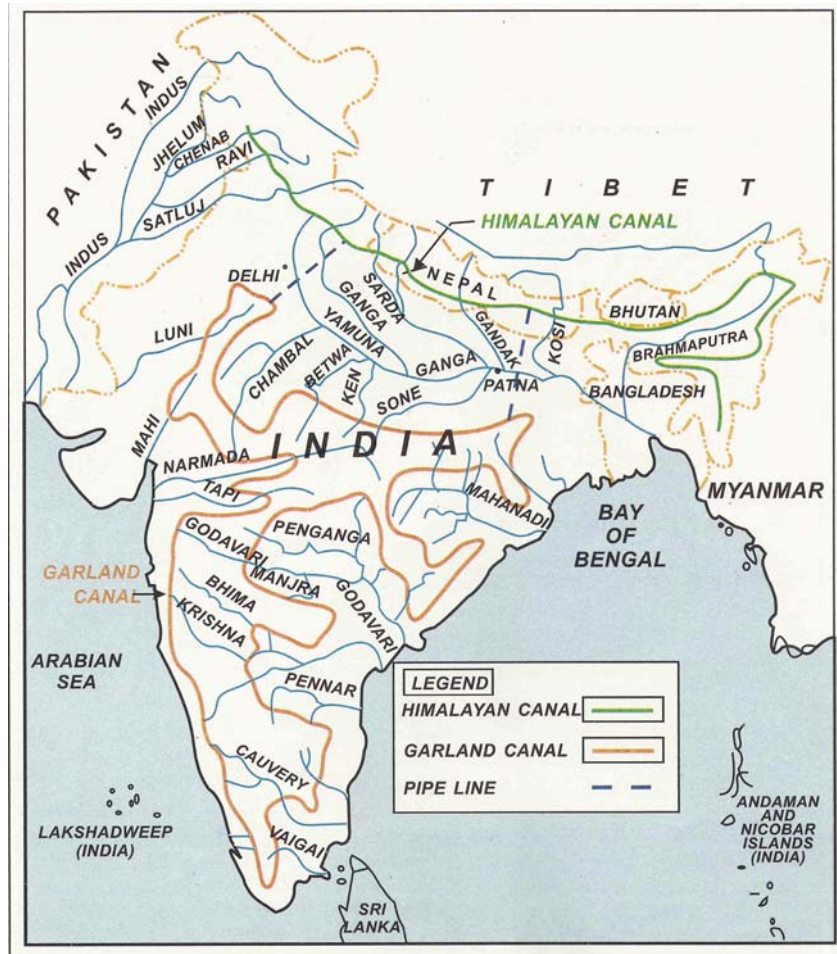 PAKISTAN
INDUS
JHELUM
CHENAB
RAVI
SATLUJ
INDUS
TIBET
HIMALAYAN CANAL
NEPAL
DELHI
SARDA
GANGA
YAMUNA
GANDAK
KOSI
BHUTAN
BRAHMAPUTRA
LUNI
CHAMBAL
BETWA
KEN
SONE
GANGA
PATNA
BANGLADESH
MAHI
INDIA
NARMADA
TAPI
MAHANADI
MYANMAR
BAY
OF
BENGAL
GODAVARI
PENGANGA
MANJRA
GODAVARI
BHIMA
KRISHNA
GARLAND
CANAL
ARABIAN
SEA
PENNAR
CAUVERY
VAIGAI
LAKSHADWEEP
(INDIA)
SRI
LANKA
LEGEND
HIMALAYAN CANAL
GARLAND CANAL
PIPE LINE
ANDAMAN
AND
NICOBAR
ISLANDS
(INDIA)